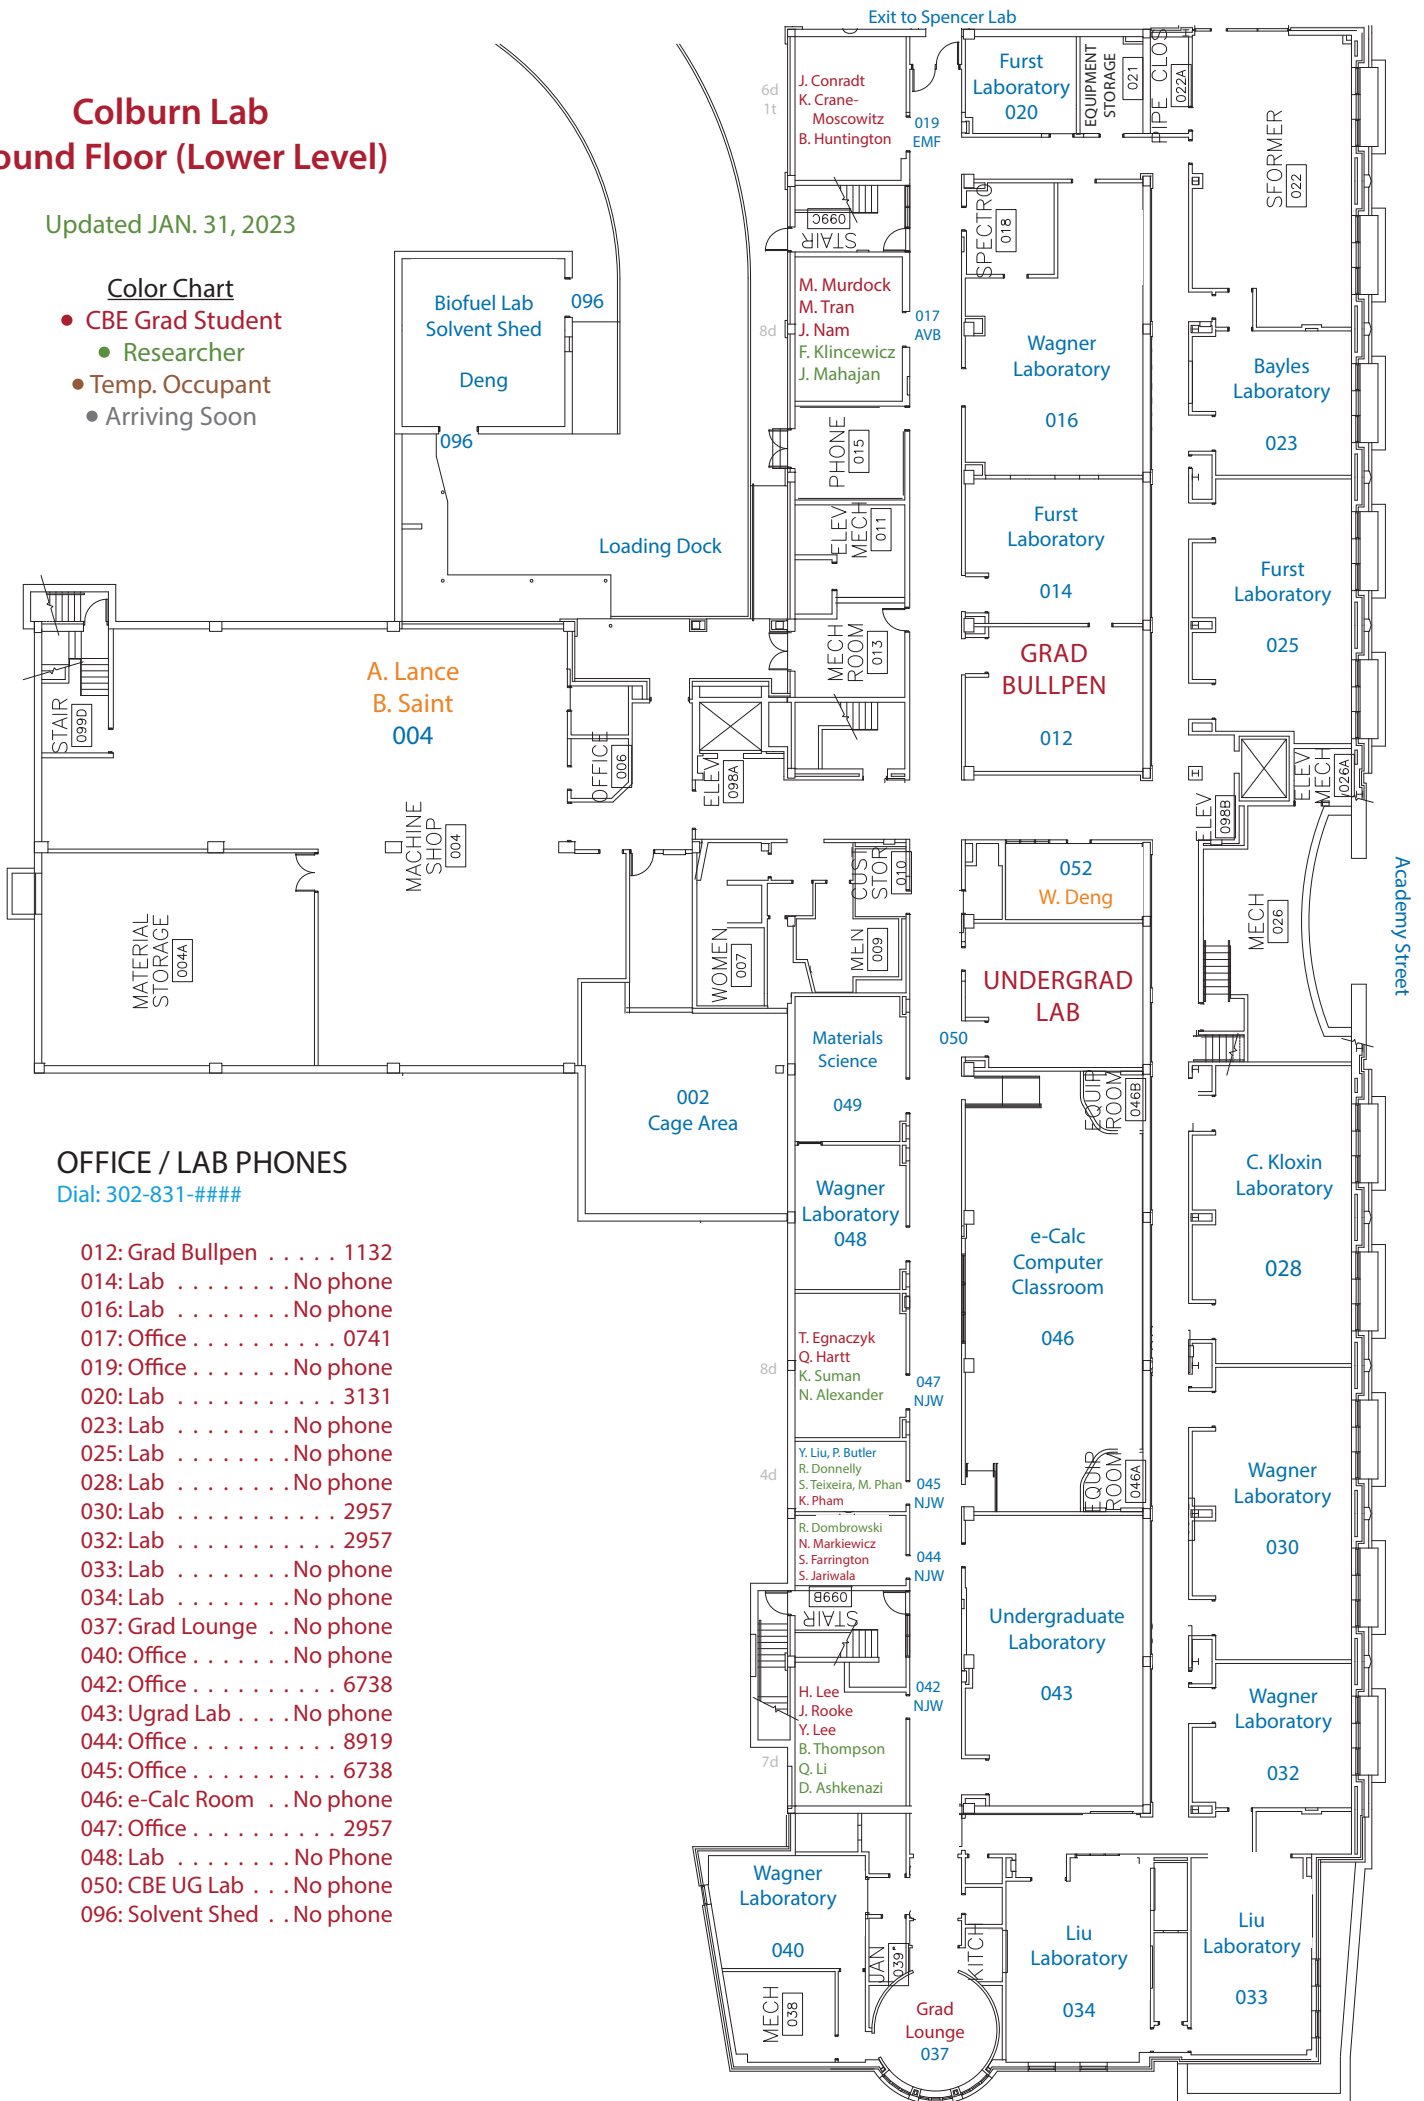 Exit to Spencer Lab
Colburn Lab
ound Floor (Lower Level)
Updated JAN. 31, 2023
Color Chart
• CBE Grad Student
• Researcher
• Temp. Occupant
• Arriving Soon
Biofuel Lab
Solvent Shed
Deng
096
096
Loading Dock
6d
1t
J. Conradt
K. Crane-
Moscowitz
B. Huntington
019
EMF
Furst
Laboratory
020
EQUIPMENT
STORAGE
021
PIPE CLOS
022A
SFORMER
022
STAIR
099C
SPECTRO
018
8d
M. Murdock
M. Tran
J. Nam
F. Klincewicz
J. Mahajan
017
AVB
Wagner
Laboratory
016
Bayles
Laboratory
023
PHONE
015
ELEV
MECH
011
Furst
Laboratory
014
Furst
Laboratory
025
MECH
ROOM
013
GRAD
BULLPEN
012
A. Lance
B. Saint
004
STAIR
099D
OFFICE
006
ELEV
098A
ELEV
098B
ELEV
MECH
026A
MACHINE
SHOP
004
MATERIAL
STORAGE
004A
WOMEN
007
CUST
STOR
010
MEN
009
052
W. Deng
MECH
026
Academy Street
UNDERGRAD
LAB
050
Materials
Science
049
002
Cage Area
EQUIP
ROOM
046B
C. Kloxin
Laboratory
028
Wagner
Laboratory
048
e-Calc
Computer
Classroom
046
8d
T. Egnaczyk
Q. Hartt
K. Suman
N. Alexander
047
NJW
4d
Y. Liu, P. Butler
R. Donnelly
S. Teixeira, M. Phan
K. Pham
045
NJW
EQUIP
ROOM
046A
Wagner
Laboratory
030
R. Dombrowski
N. Markiewicz
S. Farrington
S. Jariwala
044
NJW
STAIR
099B
Undergraduate
Laboratory
043
7d
H. Lee
J. Rooke
Y. Lee
B. Thompson
Q. Li
D. Ashkenazi
042
NJW
Wagner
Laboratory
032
Wagner
Laboratory
040
JAN
039
KITCH
MECH
038
Grad
Lounge
037
Liu
Laboratory
034
Liu
Laboratory
033
OFFICE / LAB PHONES
Dial: 302-831-####
012: Grad Bullpen . . . . . 1132
014: Lab . . . . . . . . No phone
016: Lab . . . . . . . . No phone
017: Office . . . . . . . . . . . 0741
019: Office . . . . . . . No phone
020: Lab . . . . . . . . . . . 3131
023: Lab . . . . . . . . No phone
025: Lab . . . . . . . . No phone
028: Lab . . . . . . . . No phone
030: Lab . . . . . . . . . . . 2957
032: Lab . . . . . . . . . . . 2957
033: Lab . . . . . . . . No phone
034: Lab . . . . . . . . No phone
037: Grad Lounge . . No phone
040: Office . . . . . . . No phone
042: Office . . . . . . . . . . 6738
043: Ugrad Lab . . . . No phone
044: Office . . . . . . . . . . 8919
045: Office . . . . . . . . . . 6738
046: e-Calc Room . . No phone
047: Office . . . . . . . . . . 2957
048: Lab . . . . . . . . No Phone
050: CBE UG Lab . . . No phone
096: Solvent Shed . . No phone